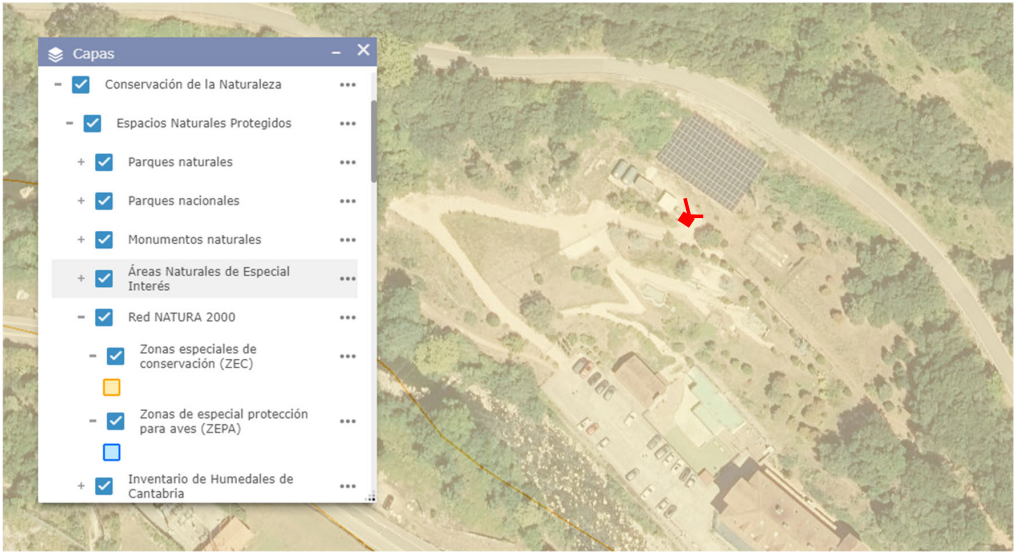 Capas
Conservación de la Naturaleza
Espacios Naturales Protegidos
Parques naturales
Parques nacionales
Monumentos naturales
Áreas Naturales de Especial
Interés
Red NATURA 2000
Zonas especiales de
conservación (ZEC)
Zonas de especial protección
para aves (ZEPA)
Inventario de Humedales de
Cantabria